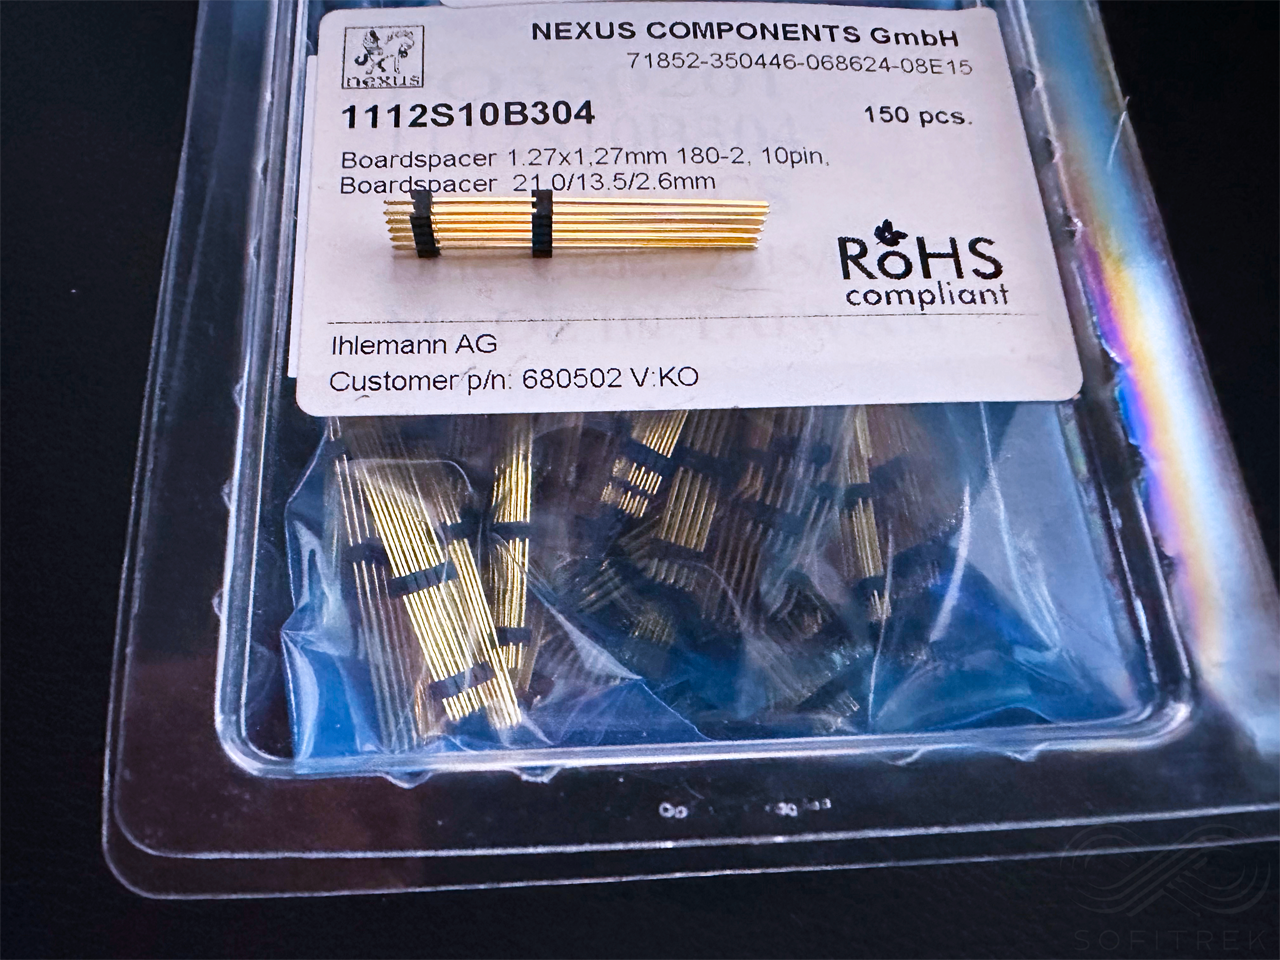 nexus
NEXUS COMPONENTS GmbH
71852-350446-068624-08E15
1112S10B304
150 pcs.
Boardspacer 1.27x1,27mm 180-2, 10pin,
Boardspacer 21.0/13.5/2.6mm
RoHS
compliant
Ihlemann AG
Customer p/n: 680502 V:KO
SOFITREK